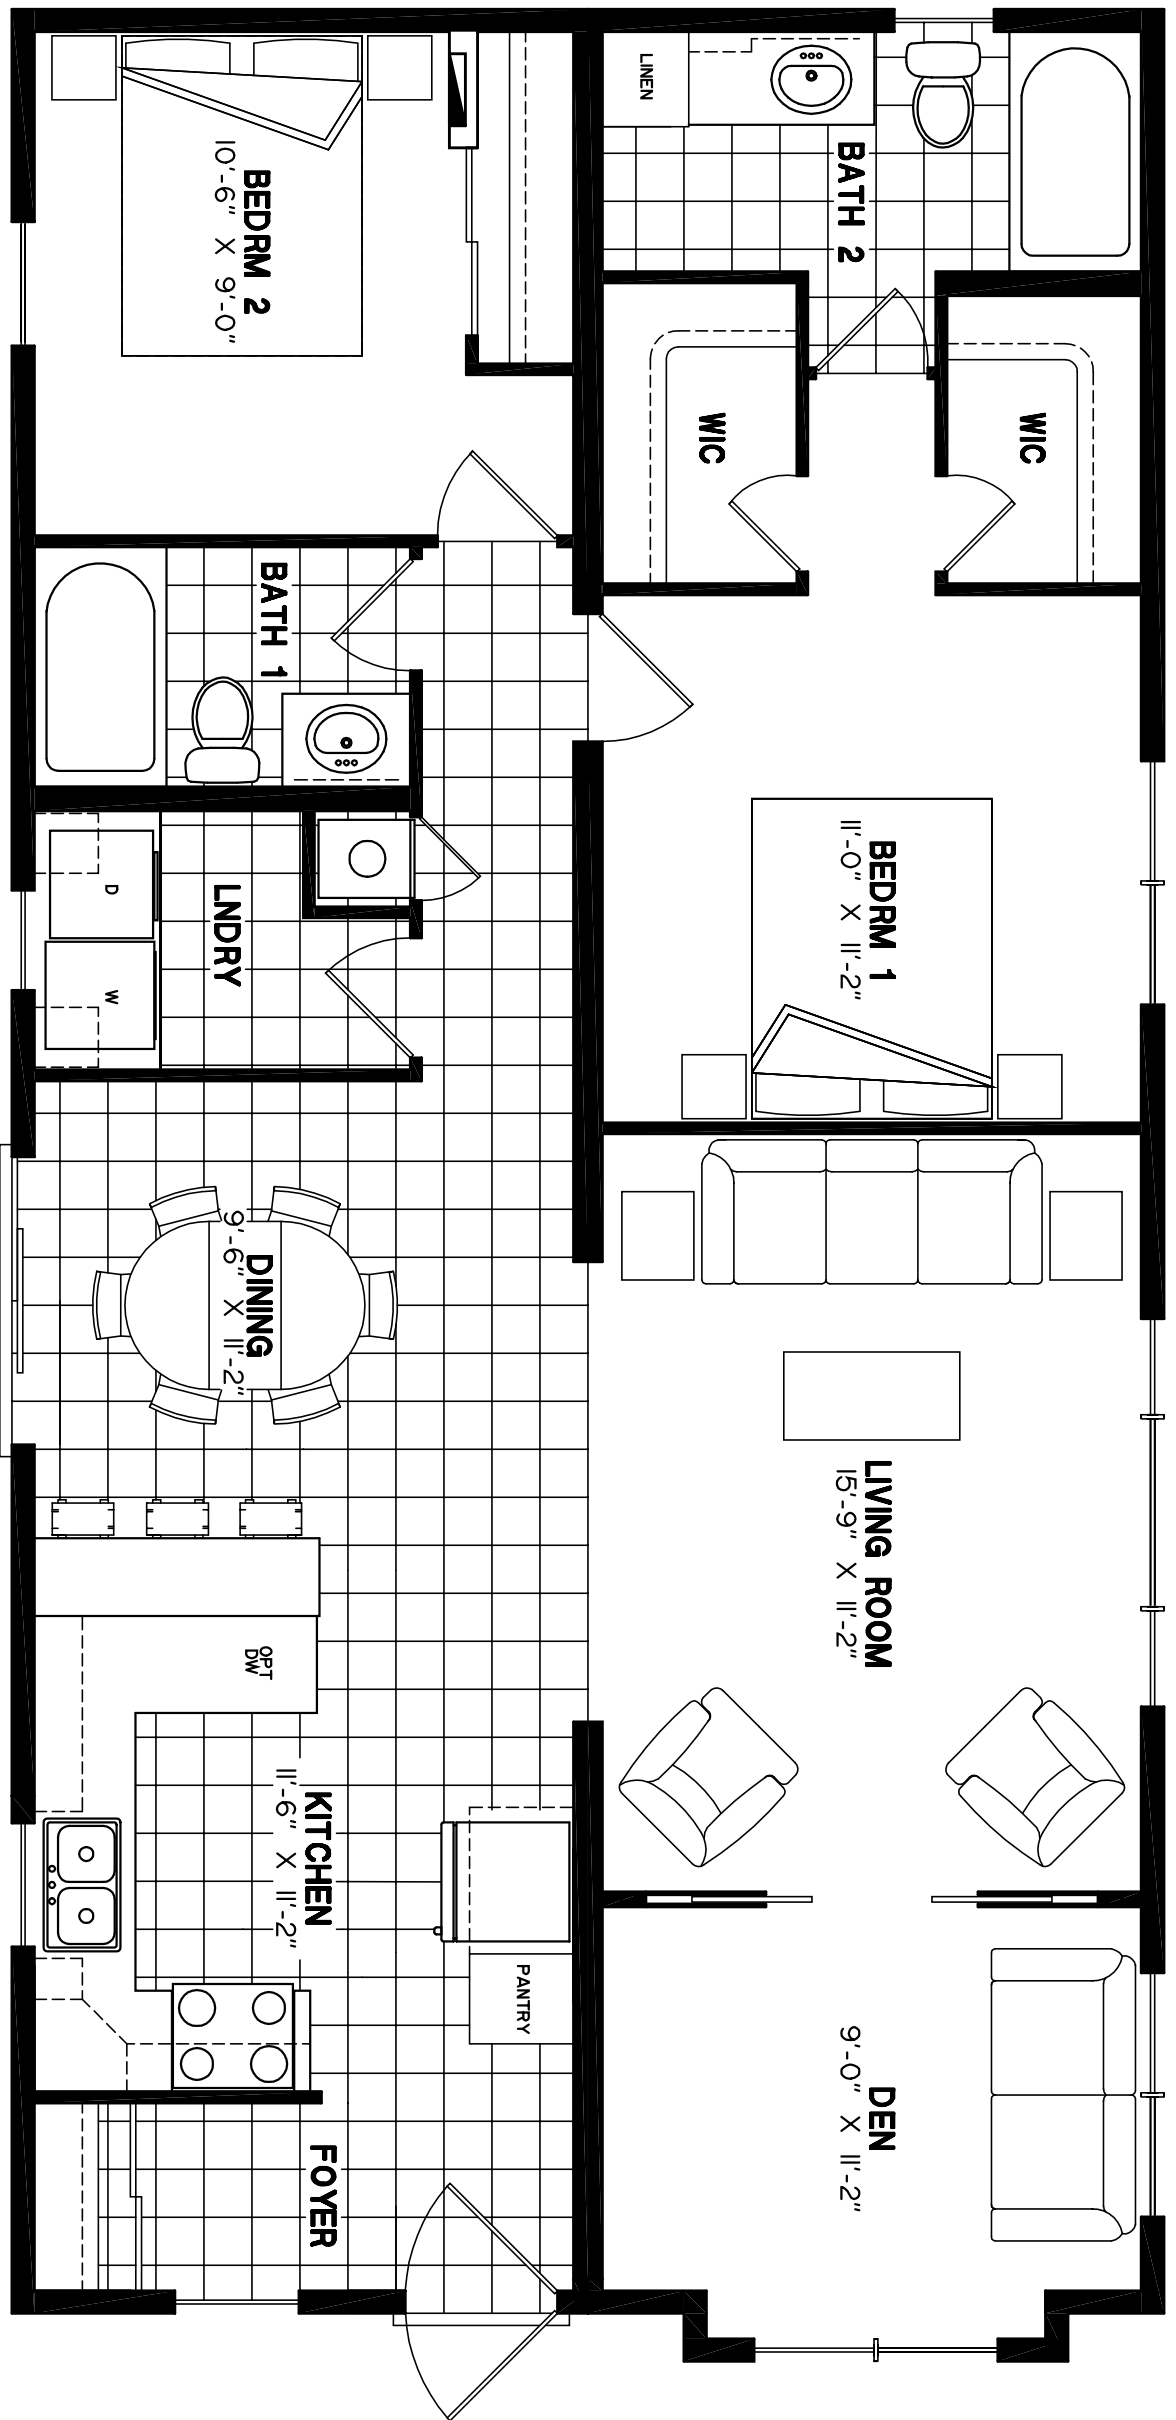 LINEN
BATH 2
BEDRM 2
10'-6" X 9'-0"
WIC
WIC
BATH 1
BEDRM 1
11'-0" X 11'-2"
LNDRY
D
W
DINING
9'-6" X 11'-2"
LIVING ROOM
15'-9" X 11'-2"
OPT
DW
KITCHEN
11'-6" X 11'-2"
PANTRY
DEN
9'-0" X 11'-2"
FOYER